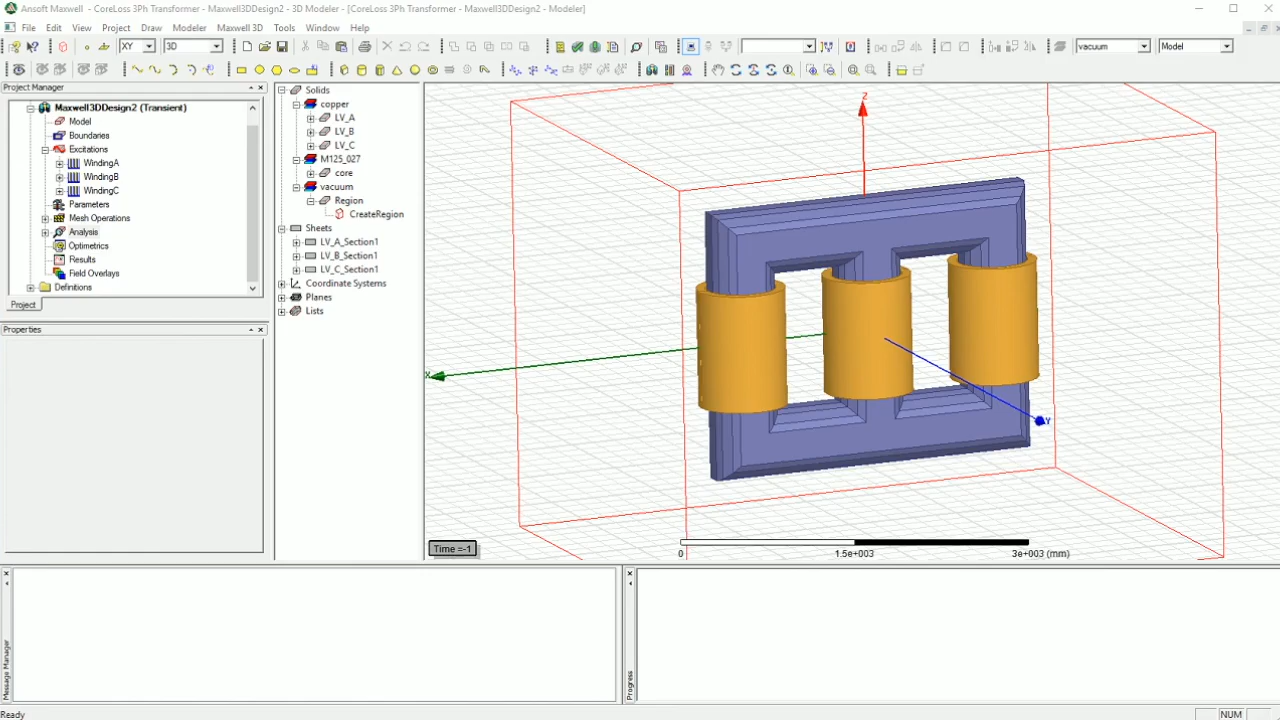 Ansoft Maxwell - CoreLoss 3Ph Transformer - Maxwell3DDesign2 - 3D Modeler - [CoreLoss 3Ph Transformer - Maxwell3DDesign2 - Modeler]
File Edit View Project Draw Modeler Maxwell 3D Tools Window Help
XY 3D vacuum Model
Project Manager
Maxwell3DDesign2 (Transient)
Model
Boundaries
Excitations
WindingA
WindingB
WindingC
Parameters
Mesh Operations
Analysis
Optimetrics
Results
Field Overlays
Definitions
Project
Properties
Solids
copper
LV_A
LV_B
LV_C
M125_027
core
vacuum
Region
CreateRegion
Sheets
LV_A_Section1
LV_B_Section1
LV_C_Section1
Coordinate Systems
Planes
Lists
Z
X
Y
Time =-1
0 1.5e+003 3e+003 (mm)
Message Manager
Progress
Ready
NUM